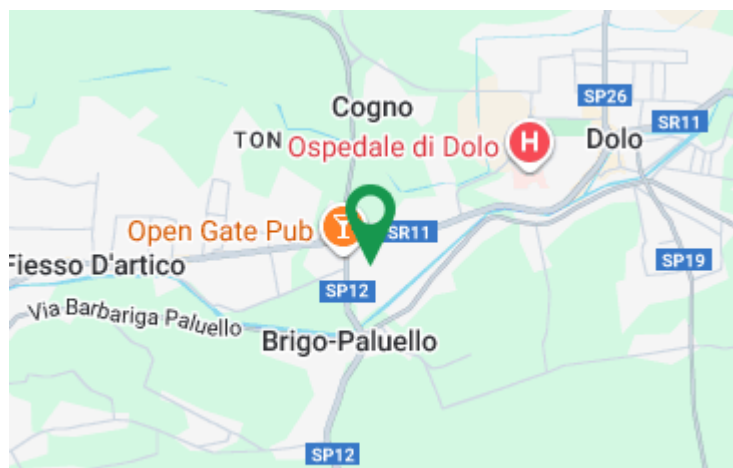 SP26
Cogno
SR11
TON
Ospedale di Dolo
H
Dolo
Open Gate Pub
SR11
Fiesso D'artico
SP19
SP12
Via Barbariga Paluello
Brigo-Paluello
SP12